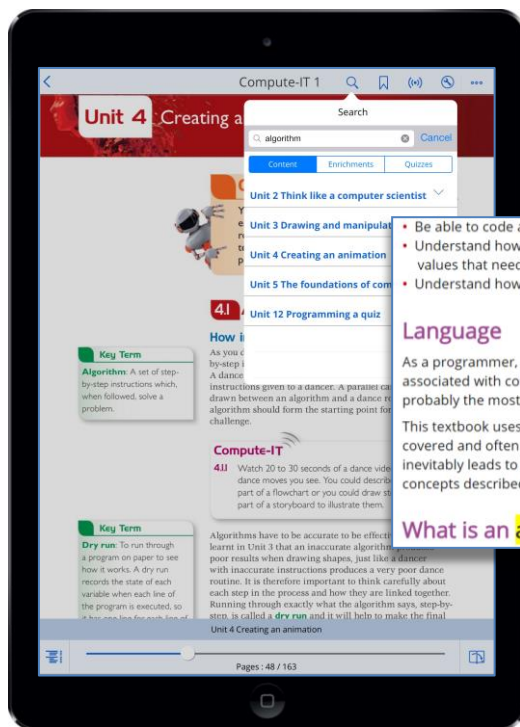 Compute-IT 1
Unit 4 Creating a
Search
algorithm
Cancel
Content Enrichments Quizzes
Unit 2 Think like a computer scientist
Unit 3 Drawing and manipulat
Unit 4 Creating an animation
Unit 5 The foundations of com
Unit 12 Programming a quiz
• Be able to code a
• Understand how
values that need
• Understand how
Language
As a programmer,
associated with co
probably the most
This textbook uses
covered and often
inevitably leads to
concepts described
What is an a
4.1
How i
As you d
by-step i
A dance
instructions given to a dancer. A parallel ca
drawn between an algorithm and a dance r
algorithm should form the starting point for
challenge.
Key Term
Algorithm: A set of step-
by-step instructions which,
when followed, solve a
problem.
Compute-IT
4.1.1 Watch 20 to 30 seconds of a dance vide
dance moves you see. You could describ
part of a flowchart or you could draw st
part of a storyboard to illustrate them.
Key Term
Dry run: To run through
a program on paper to see
how it works. A dry run
records the state of each
variable when each line of
the program is executed, so
it has one line for each line of
Algorithms have to be accurate to be effecti
learnt in Unit 3 that an inaccurate algorithm
poor results when drawing shapes, just like a dancer
with inaccurate instructions produces a very poor dance
routine. It is therefore important to think carefully about
each step in the process and how they are linked together.
Running through exactly what the algorithm says, step-by-
step, is called a dry run and it will help to make the final
Unit 4 Creating an animation
Pages : 48 / 163